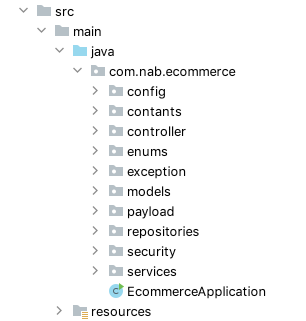 src
main
java
com.nab.ecommerce
config
contants
controller
enums
exception
models
payload
repositories
security
services
EcommerceApplication
resources